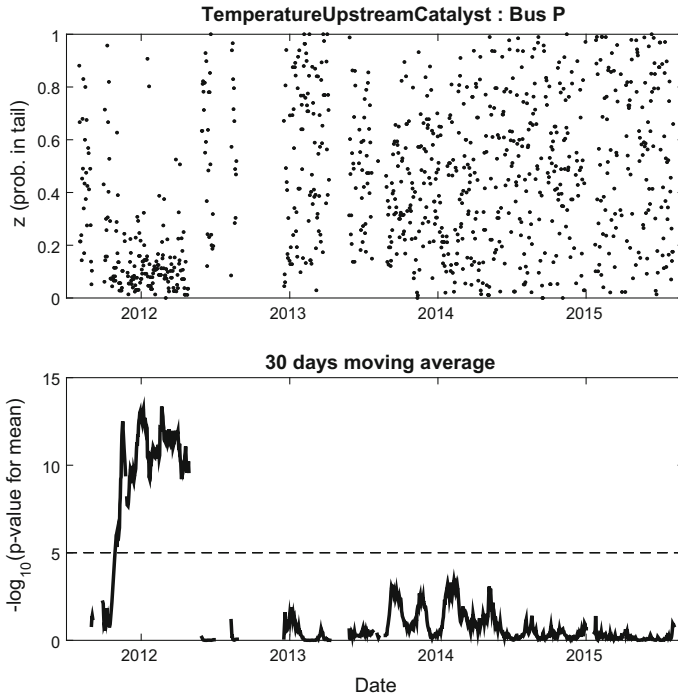 TemperatureUpstreamCatalyst : Bus P
1
0.8
0.6
0.4
0.2
0
z (prob. in tail)
2012 2013 2014 2015
30 days moving average
15
10
5
0
-log₁₀(p-value for mean)
2012 2013 2014 2015
Date